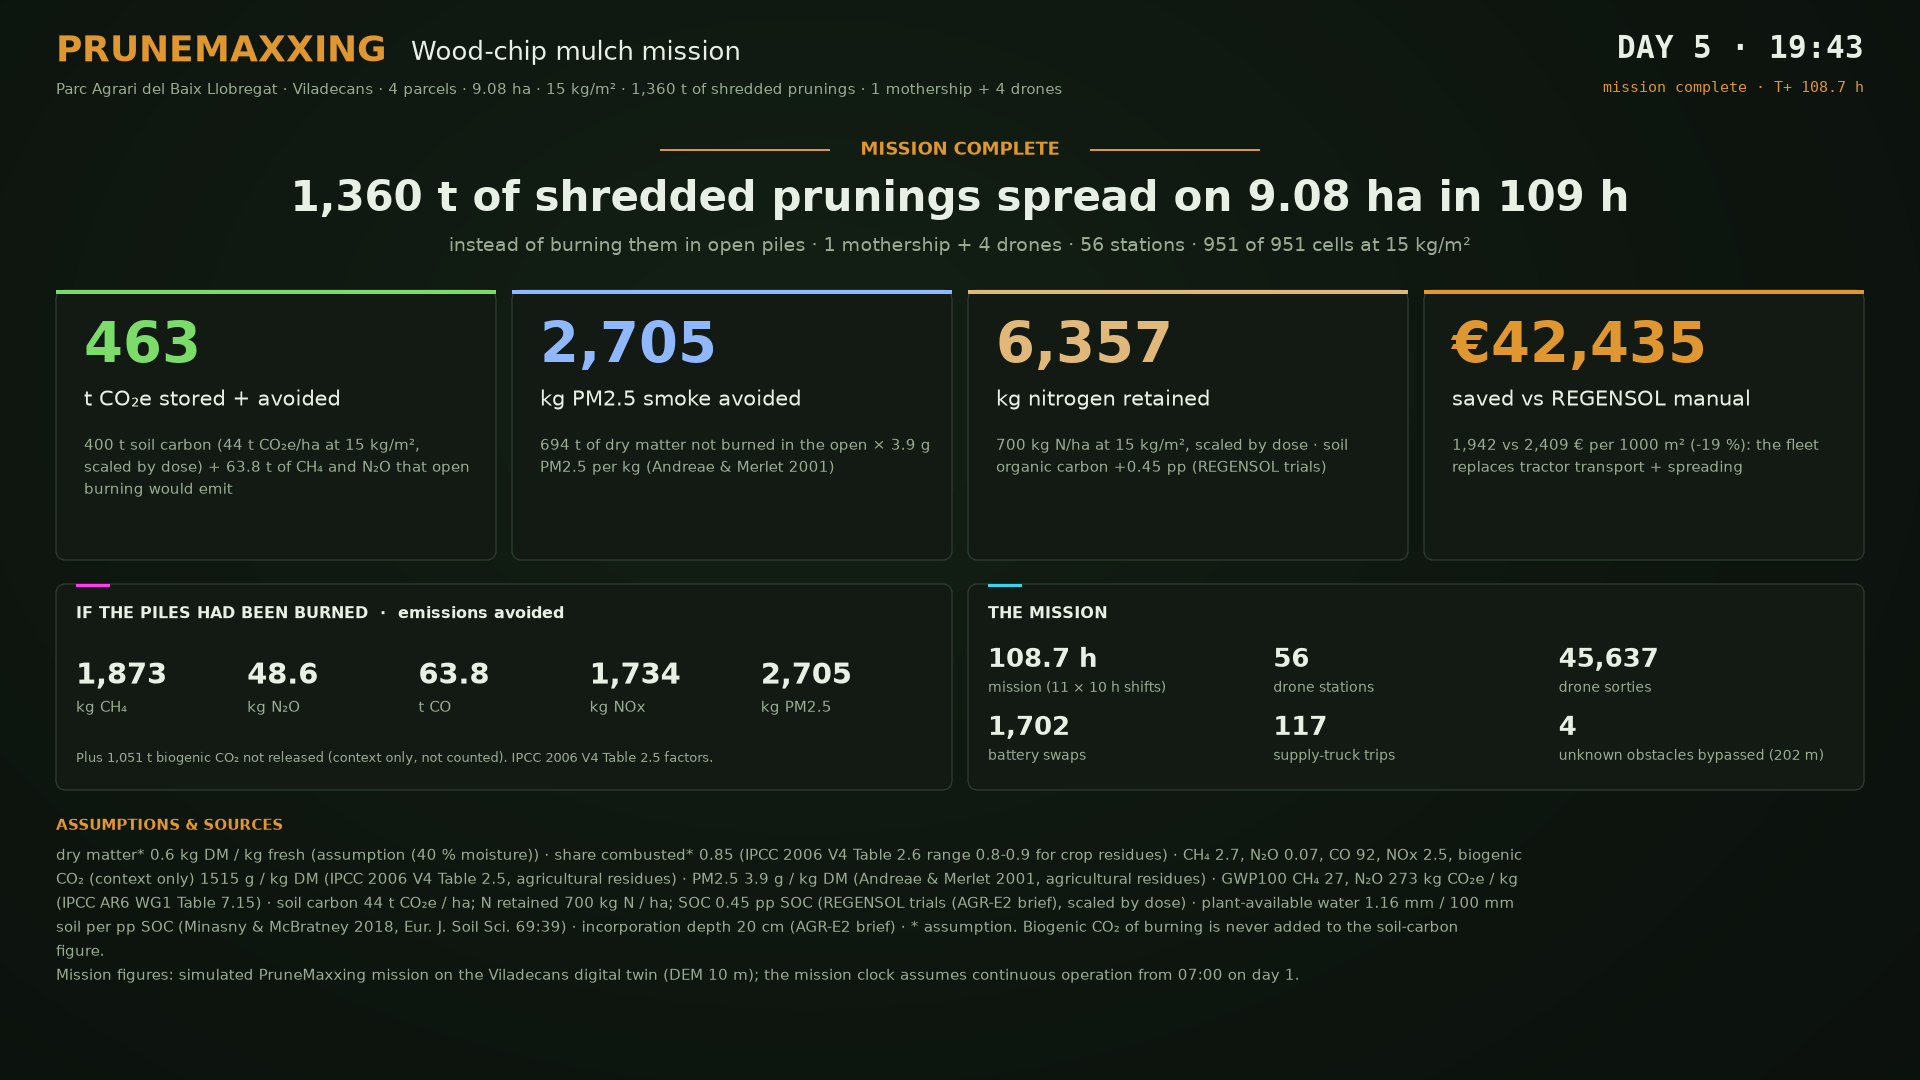 PRUNEMAXXING Wood-chip mulch mission
DAY 5 · 19:43
Parc Agrari del Baix Llobregat · Viladecans · 4 parcels · 9.08 ha · 15 kg/m² · 1,360 t of shredded prunings · 1 mothership + 4 drones
mission complete · T+ 108.7 h
MISSION COMPLETE
1,360 t of shredded prunings spread on 9.08 ha in 109 h
instead of burning them in open piles · 1 mothership + 4 drones · 56 stations · 951 of 951 cells at 15 kg/m²
463
t CO₂e stored + avoided
400 t soil carbon (44 t CO₂e/ha at 15 kg/m²,
scaled by dose) + 63.8 t of CH₄ and N₂O that open
burning would emit
2,705
kg PM2.5 smoke avoided
694 t of dry matter not burned in the open × 3.9 g
PM2.5 per kg (Andreae & Merlet 2001)
6,357
kg nitrogen retained
700 kg N/ha at 15 kg/m², scaled by dose · soil
organic carbon +0.45 pp (REGENSOL trials)
€42,435
saved vs REGENSOL manual
1,942 vs 2,409 € per 1000 m² (-19 %): the fleet
replaces tractor transport + spreading
IF THE PILES HAD BEEN BURNED · emissions avoided
1,873
kg CH₄
48.6
kg N₂O
63.8
t CO
1,734
kg NOx
2,705
kg PM2.5
Plus 1,051 t biogenic CO₂ not released (context only, not counted). IPCC 2006 V4 Table 2.5 factors.
THE MISSION
108.7 h
mission (11 × 10 h shifts)
56
drone stations
45,637
drone sorties
1,702
battery swaps
117
supply-truck trips
4
unknown obstacles bypassed (202 m)
ASSUMPTIONS & SOURCES
dry matter* 0.6 kg DM / kg fresh (assumption (40 % moisture)) · share combusted* 0.85 (IPCC 2006 V4 Table 2.6 range 0.8-0.9 for crop residues) · CH₄ 2.7, N₂O 0.07, CO 92, NOx 2.5, biogenic
CO₂ (context only) 1515 g / kg DM (IPCC 2006 V4 Table 2.5, agricultural residues) · PM2.5 3.9 g / kg DM (Andreae & Merlet 2001, agricultural residues) · GWP100 CH₄ 27, N₂O 273 kg CO₂e / kg
(IPCC AR6 WG1 Table 7.15) · soil carbon 44 t CO₂e / ha; N retained 700 kg N / ha; SOC 0.45 pp SOC (REGENSOL trials (AGR-E2 brief), scaled by dose) · plant-available water 1.16 mm / 100 mm
soil per pp SOC (Minasny & McBratney 2018, Eur. J. Soil Sci. 69:39) · incorporation depth 20 cm (AGR-E2 brief) · * assumption. Biogenic CO₂ of burning is never added to the soil-carbon
figure.
Mission figures: simulated PruneMaxxing mission on the Viladecans digital twin (DEM 10 m); the mission clock assumes continuous operation from 07:00 on day 1.